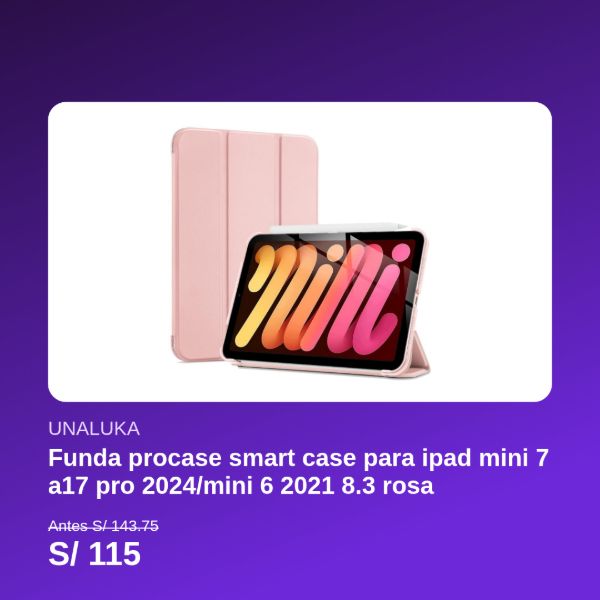 UNALUKA
Funda procase smart case para ipad mini 7
a17 pro 2024/mini 6 2021 8.3 rosa
Antes S/ 143.75
S/ 115